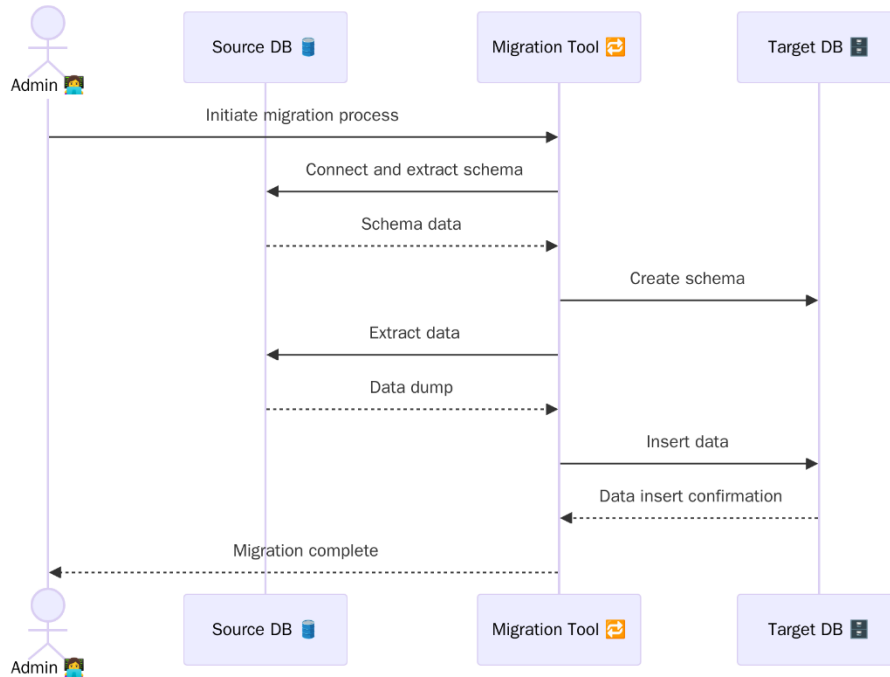 Source DB 🛢️
Migration Tool 🔁
Target DB 🗄️
Admin 👩‍💻
Initiate migration process
Connect and extract schema
Schema data
Create schema
Extract data
Data dump
Insert data
Data insert confirmation
Migration complete
Source DB 🛢️
Migration Tool 🔁
Target DB 🗄️
Admin 👩‍💻